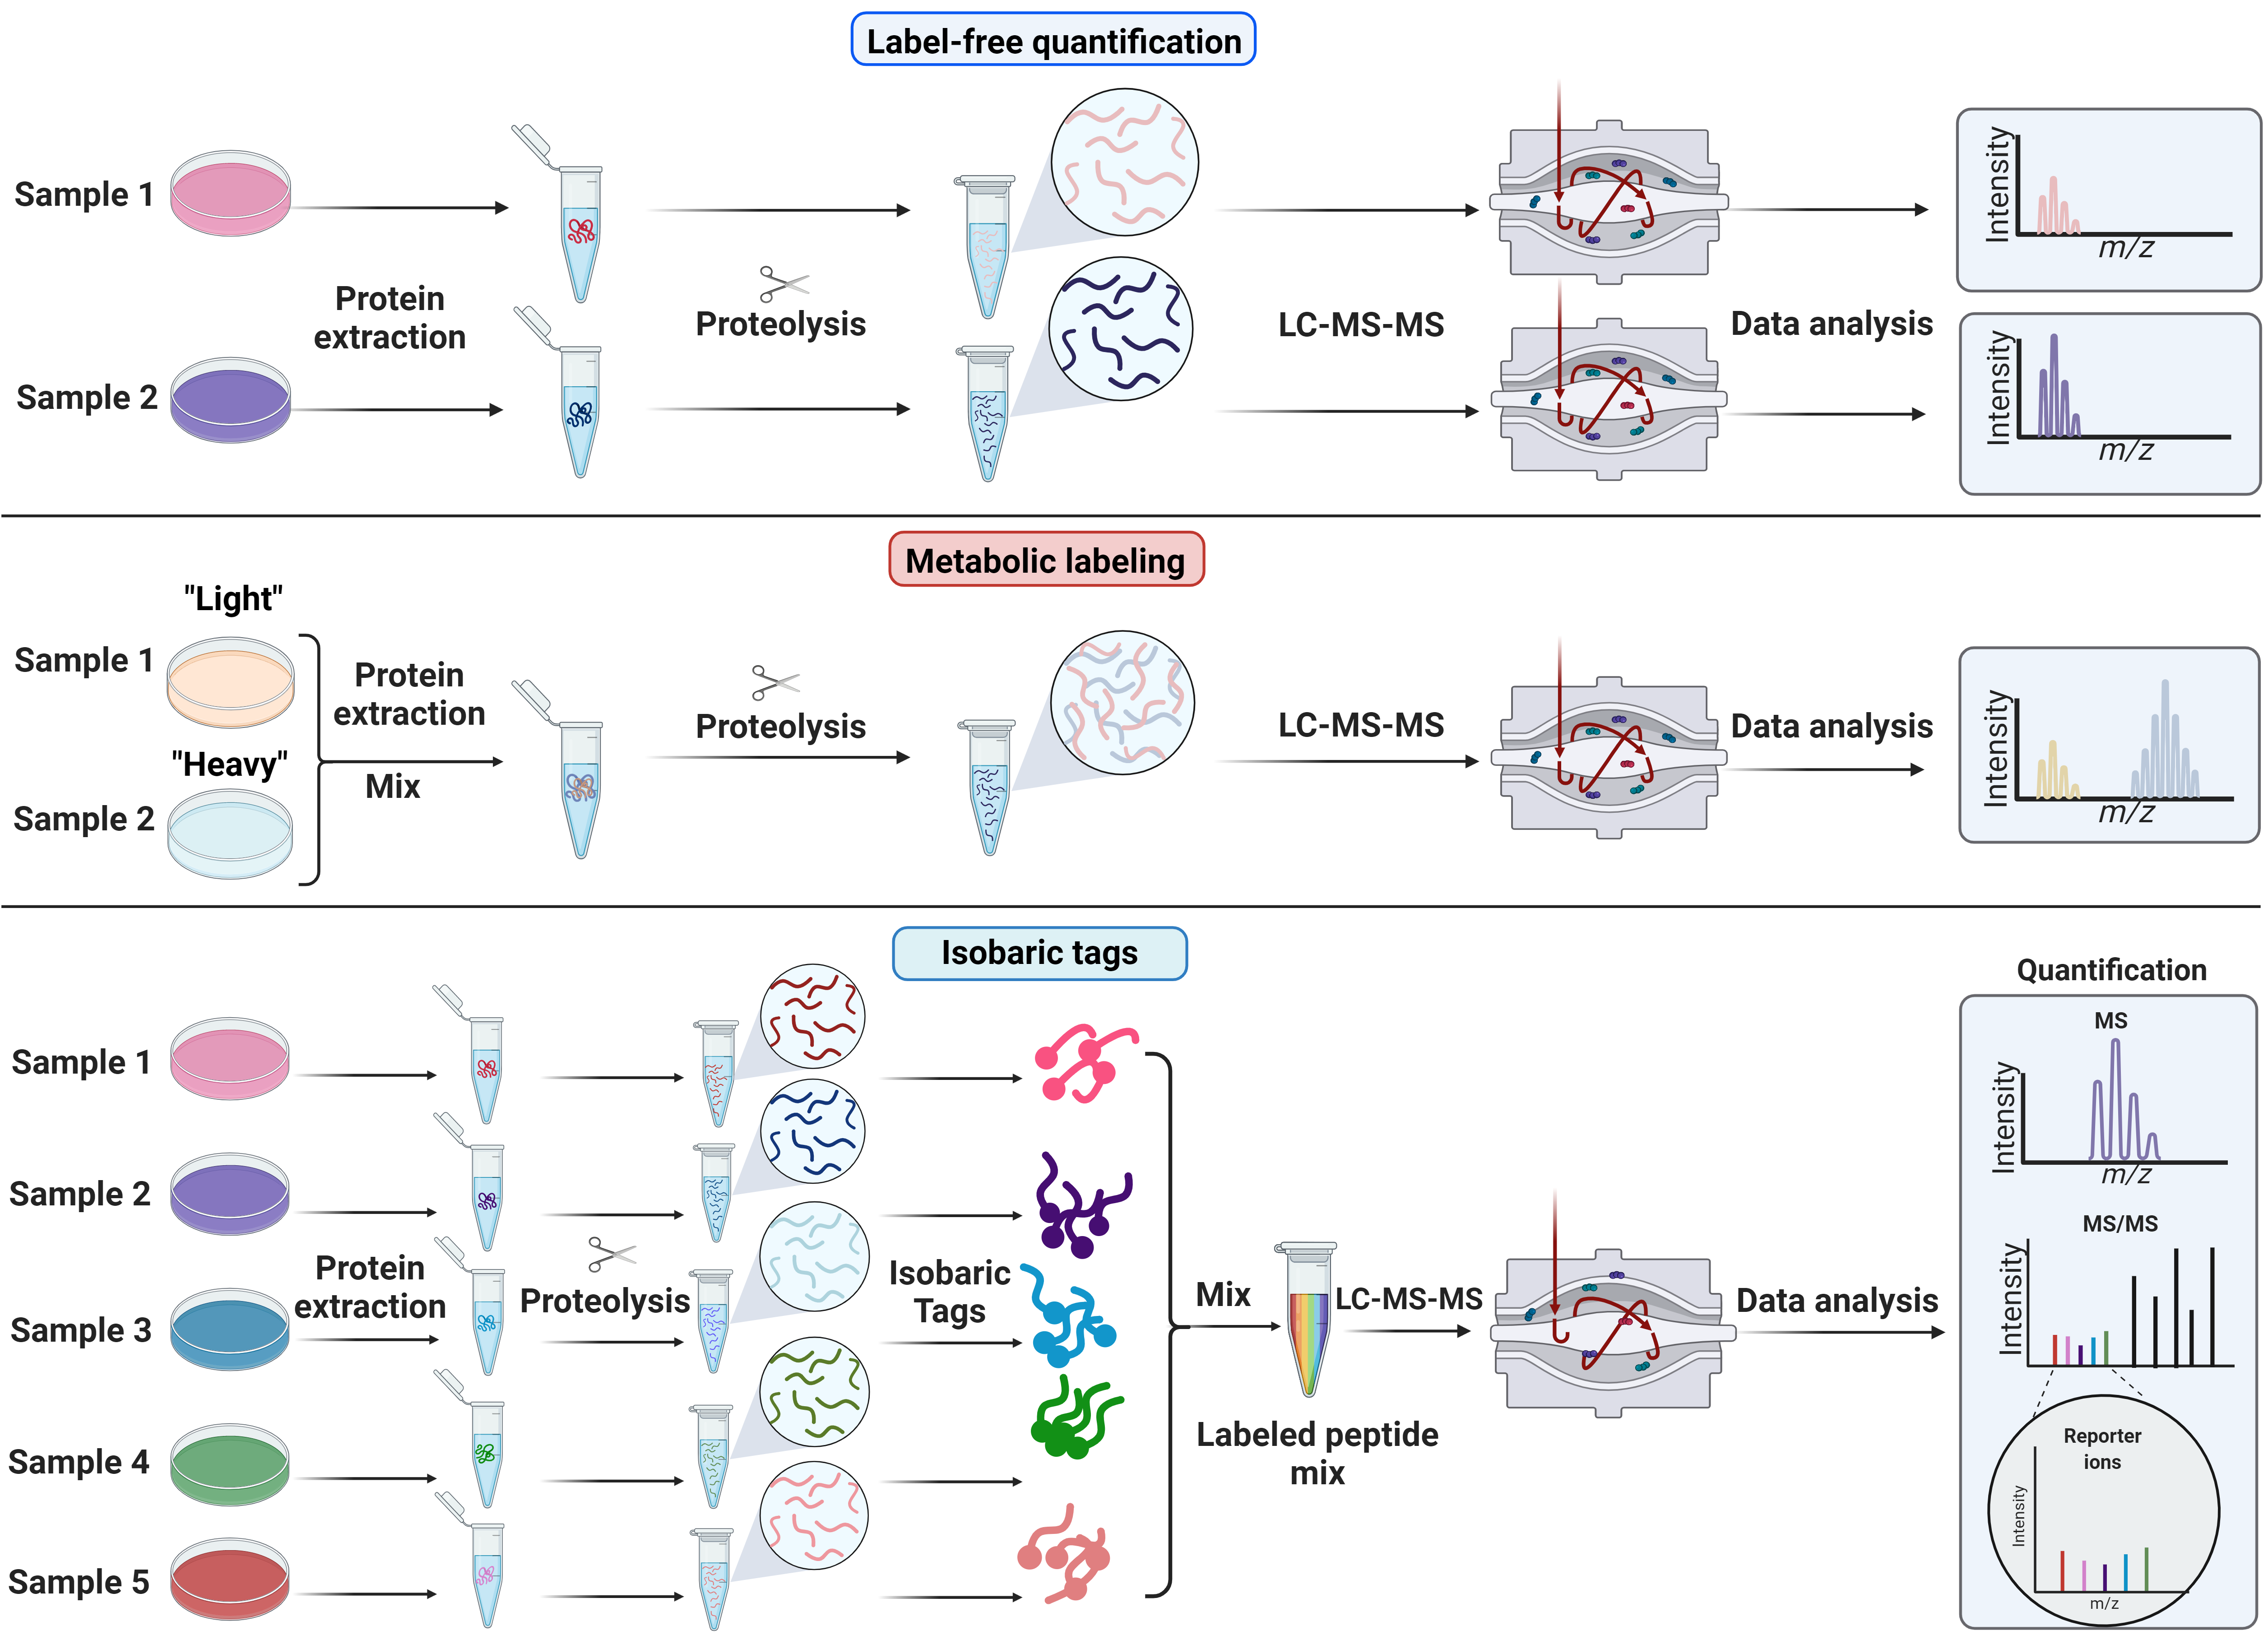 Label-free quantification
Sample 1
Sample 2
Protein
extraction
Proteolysis
LC-MS-MS
Data analysis
Intensity
m/z
Intensity
m/z
Metabolic labeling
"Light"
Sample 1
"Heavy"
Sample 2
Protein
extraction
Mix
Proteolysis
LC-MS-MS
Data analysis
Intensity
m/z
Isobaric tags
Sample 1
Sample 2
Sample 3
Sample 4
Sample 5
Protein
extraction
Proteolysis
Isobaric
Tags
Mix
Labeled peptide
mix
LC-MS-MS
Data analysis
Quantification
MS
Intensity
m/z
MS/MS
Intensity
Reporter
ions
Intensity
m/z